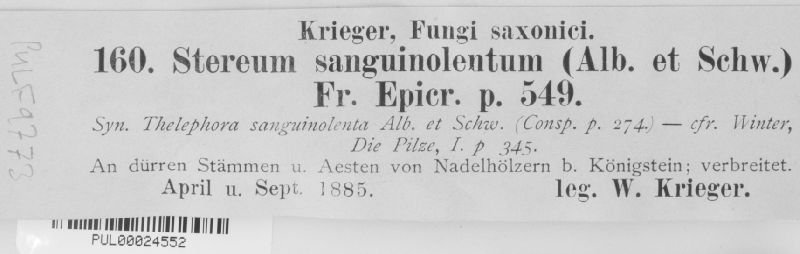 Krieger, Fungi saxonici.
160. Stereum sanguinolentum (Alb. et Schw.)
Fr. Epicr. p. 549.
Syn. Thelephora sanguinolenta Alb. et Schw. (Consp. p. 274.) — cfr. Winter,
Die Pilze, I. p 345.
An dürren Stämmen u. Aesten von Nadelhölzern b. Königstein; verbreitet.
April u. Sept. 1885. leg. W. Krieger.
PUL F9773
PUL00024552